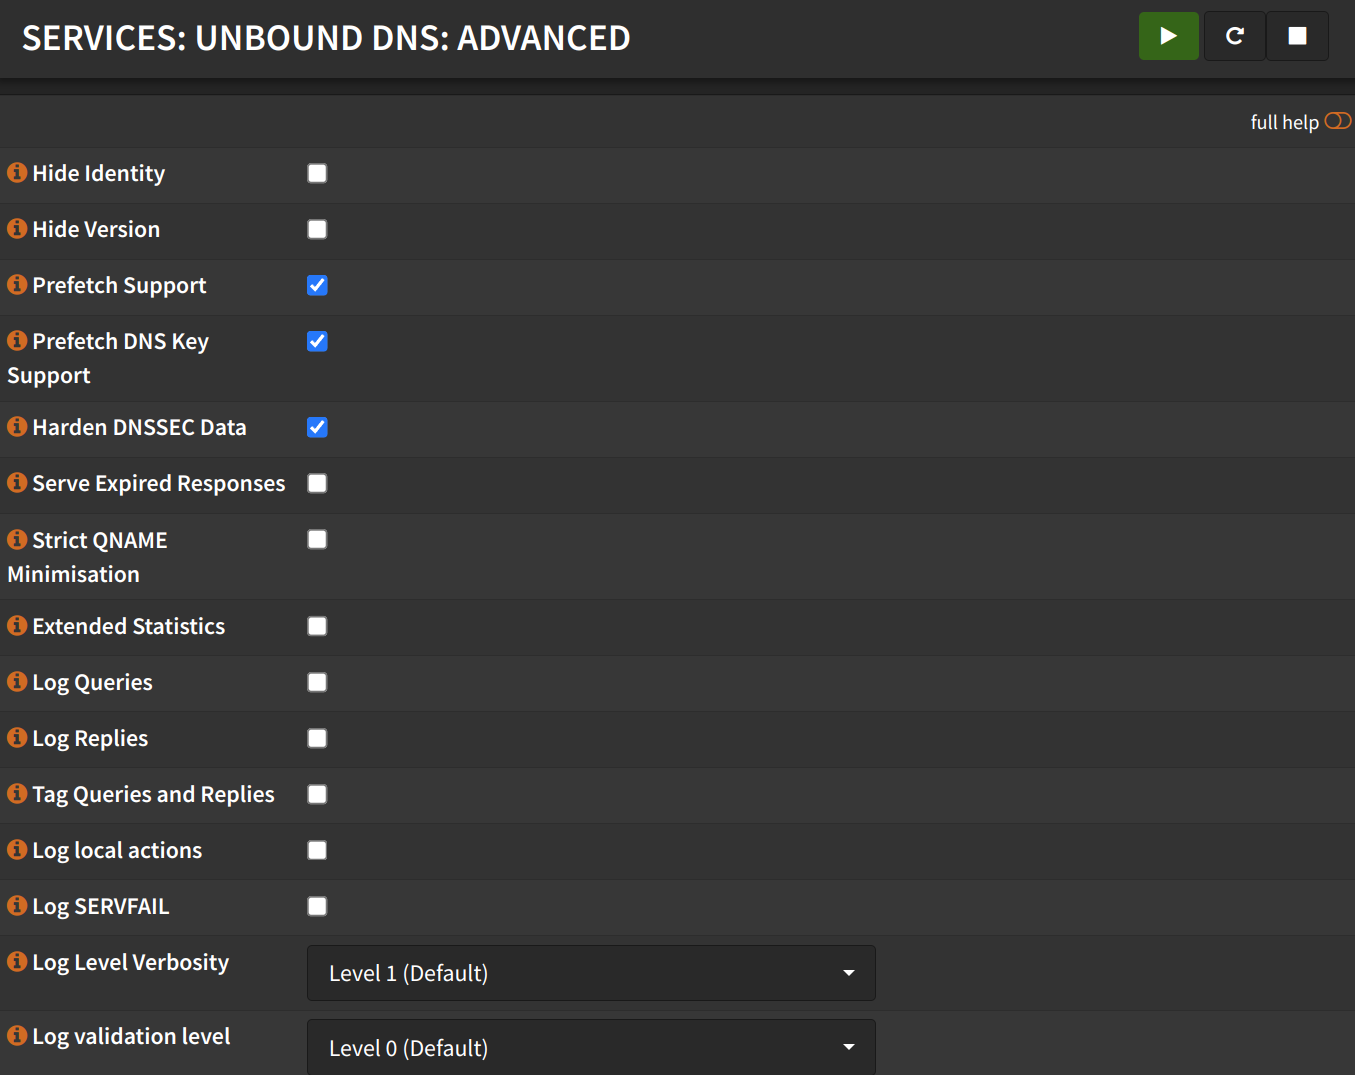 SERVICES: UNBOUND DNS: ADVANCED
full help
Hide Identity
Hide Version
Prefetch Support
Prefetch DNS Key
Support
Harden DNSSEC Data
Serve Expired Responses
Strict QNAME
Minimisation
Extended Statistics
Log Queries
Log Replies
Tag Queries and Replies
Log local actions
Log SERVFAIL
Log Level Verbosity
Level 1 (Default)
Log validation level
Level 0 (Default)